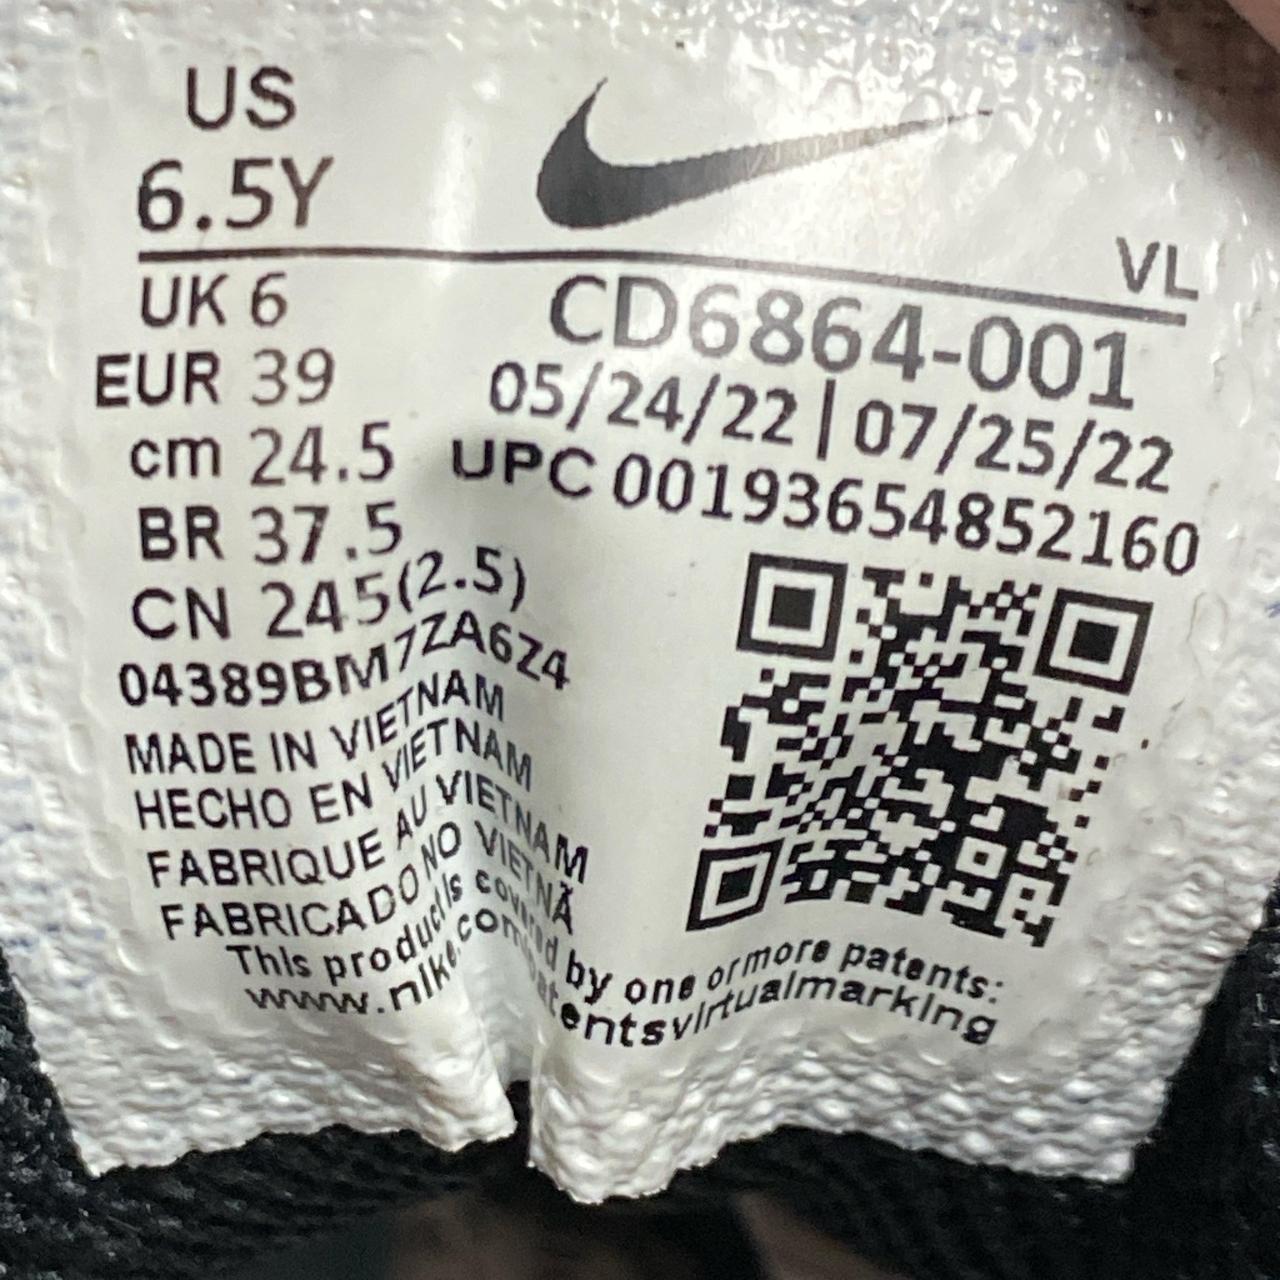 US
6.5Y
VL
UK 6
EUR 39
cm 24.5
BR 37.5
CN 245(2.5)
04389BM7ZA6Z4
MADE IN VIETNAM
HECHO EN VIETNAM
FABRIQUE AU VIETNAM
FABRICADO NO VIETNÃ
CD6864-001
05/24/22 | 07/25/22
UPC 00193654852160
This product is covered by one or more patents:
www.nike.com/patentsvirtualmarking